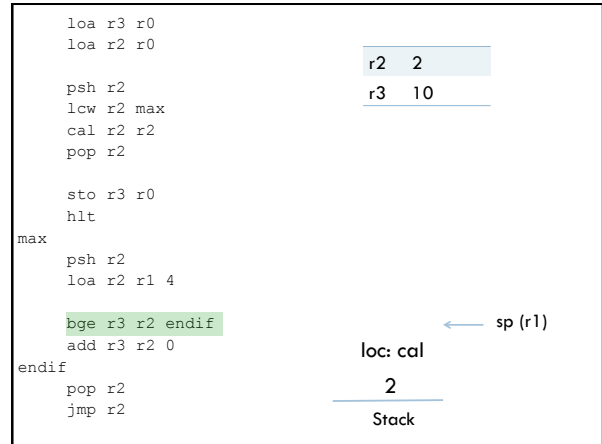 loa r3 r0
loa r2 r0
psh r2
lcw r2 max
cal r2 r2
pop r2
sto r3 r0
hlt
max
psh r2
loa r2 r1 4
bge r3 r2 endif
add r3 r2 0
endif
pop r2
jmp r2
r2 2
r3 10
sp (r1)
loc: cal
2
Stack